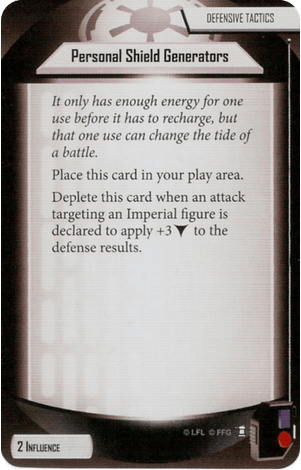 DEFENSIVE TACTICS
Personal Shield Generators
It only has enough energy for one
use before it has to recharge, but
that one use can change the tide of
a battle.
Place this card in your play area.
Deplete this card when an attack
targeting an Imperial figure is
declared to apply +3 to the
defense results.
© LFL © FFG
2 INFLUENCE